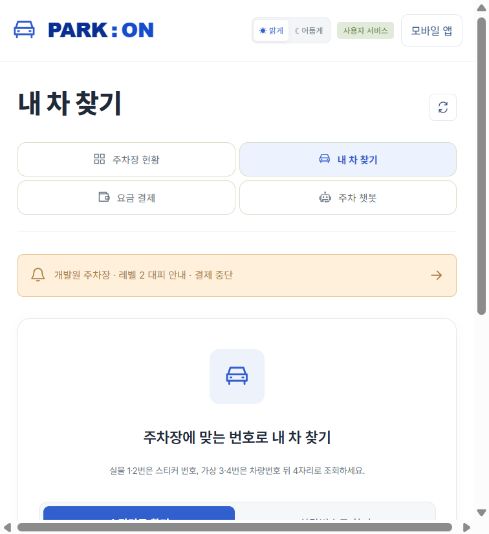 PARK:ON
밝게
어둡게
사용자 서비스
모바일 앱
내 차 찾기
주차장 현황
내 차 찾기
요금 결제
주차 챗봇
개발원 주차장 · 레벨 2 대피 안내 · 결제 중단
주차장에 맞는 번호로 내 차 찾기
실물 1·2번은 스티커 번호, 가상 3·4번은 차량번호 뒤 4자리로 조회하세요.